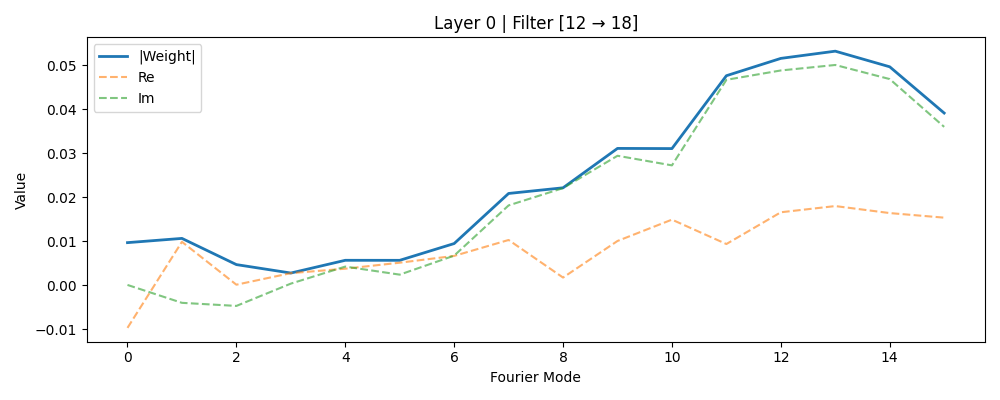 Layer 0 | Filter [12 → 18]
|Weight|
Re
Im
Value
0.05
0.04
0.03
0.02
0.01
0.00
−0.01
0 2 4 6 8 10 12 14
Fourier Mode